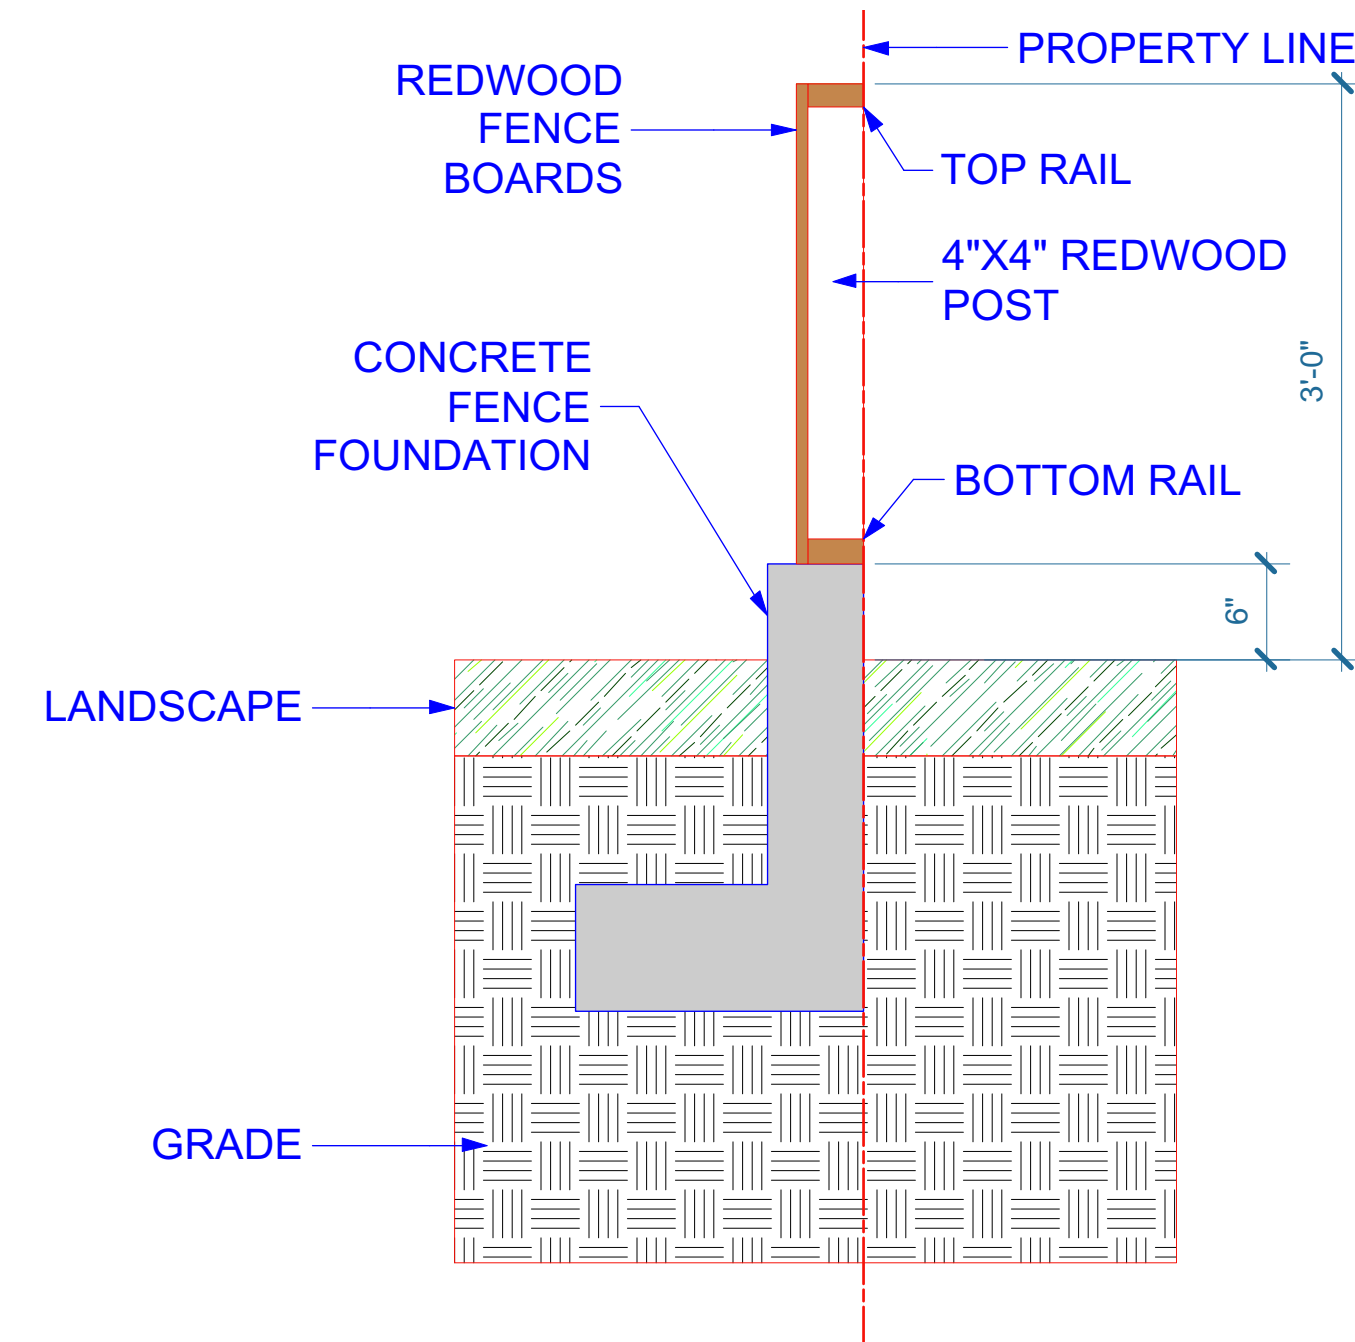 PROPERTY LINE
REDWOOD
FENCE
BOARDS
TOP RAIL
4"X4" REDWOOD
POST
3'-0"
CONCRETE
FENCE
FOUNDATION
BOTTOM RAIL
6"
LANDSCAPE
GRADE